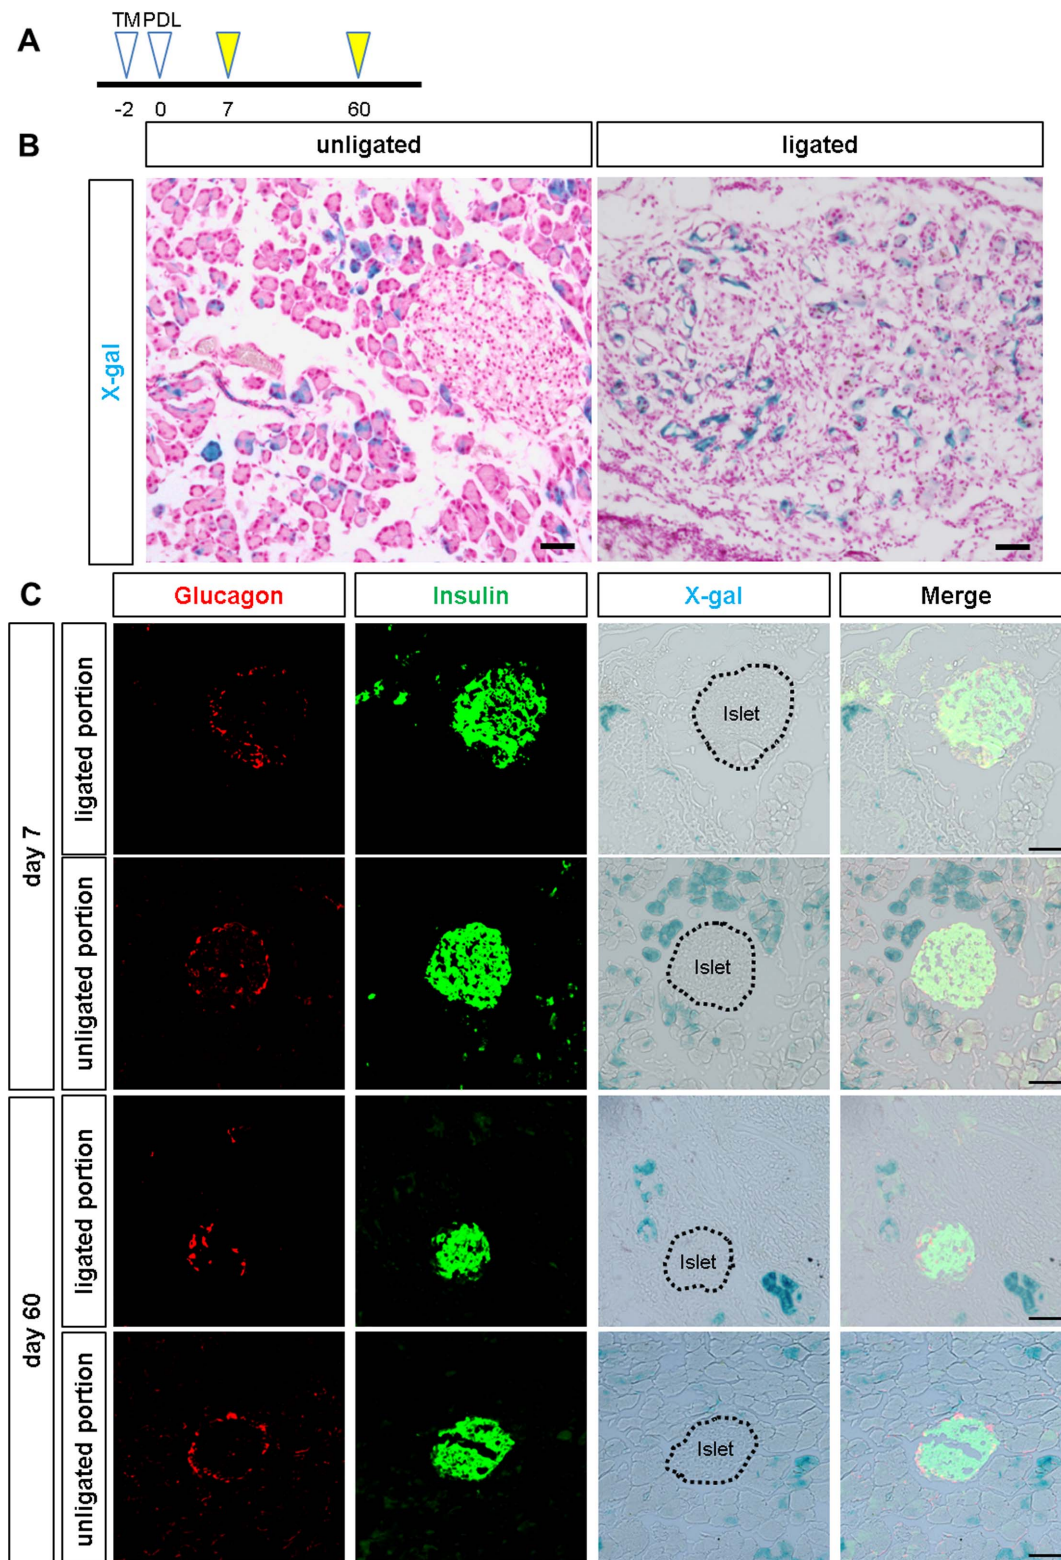 A
TM PDL
-2 0 7 60
B
unligated ligated
X-gal
C
Glucagon Insulin X-gal Merge
day 7
ligated portion
Islet
unligated portion
Islet
day 60
ligated portion
Islet
unligated portion
Islet